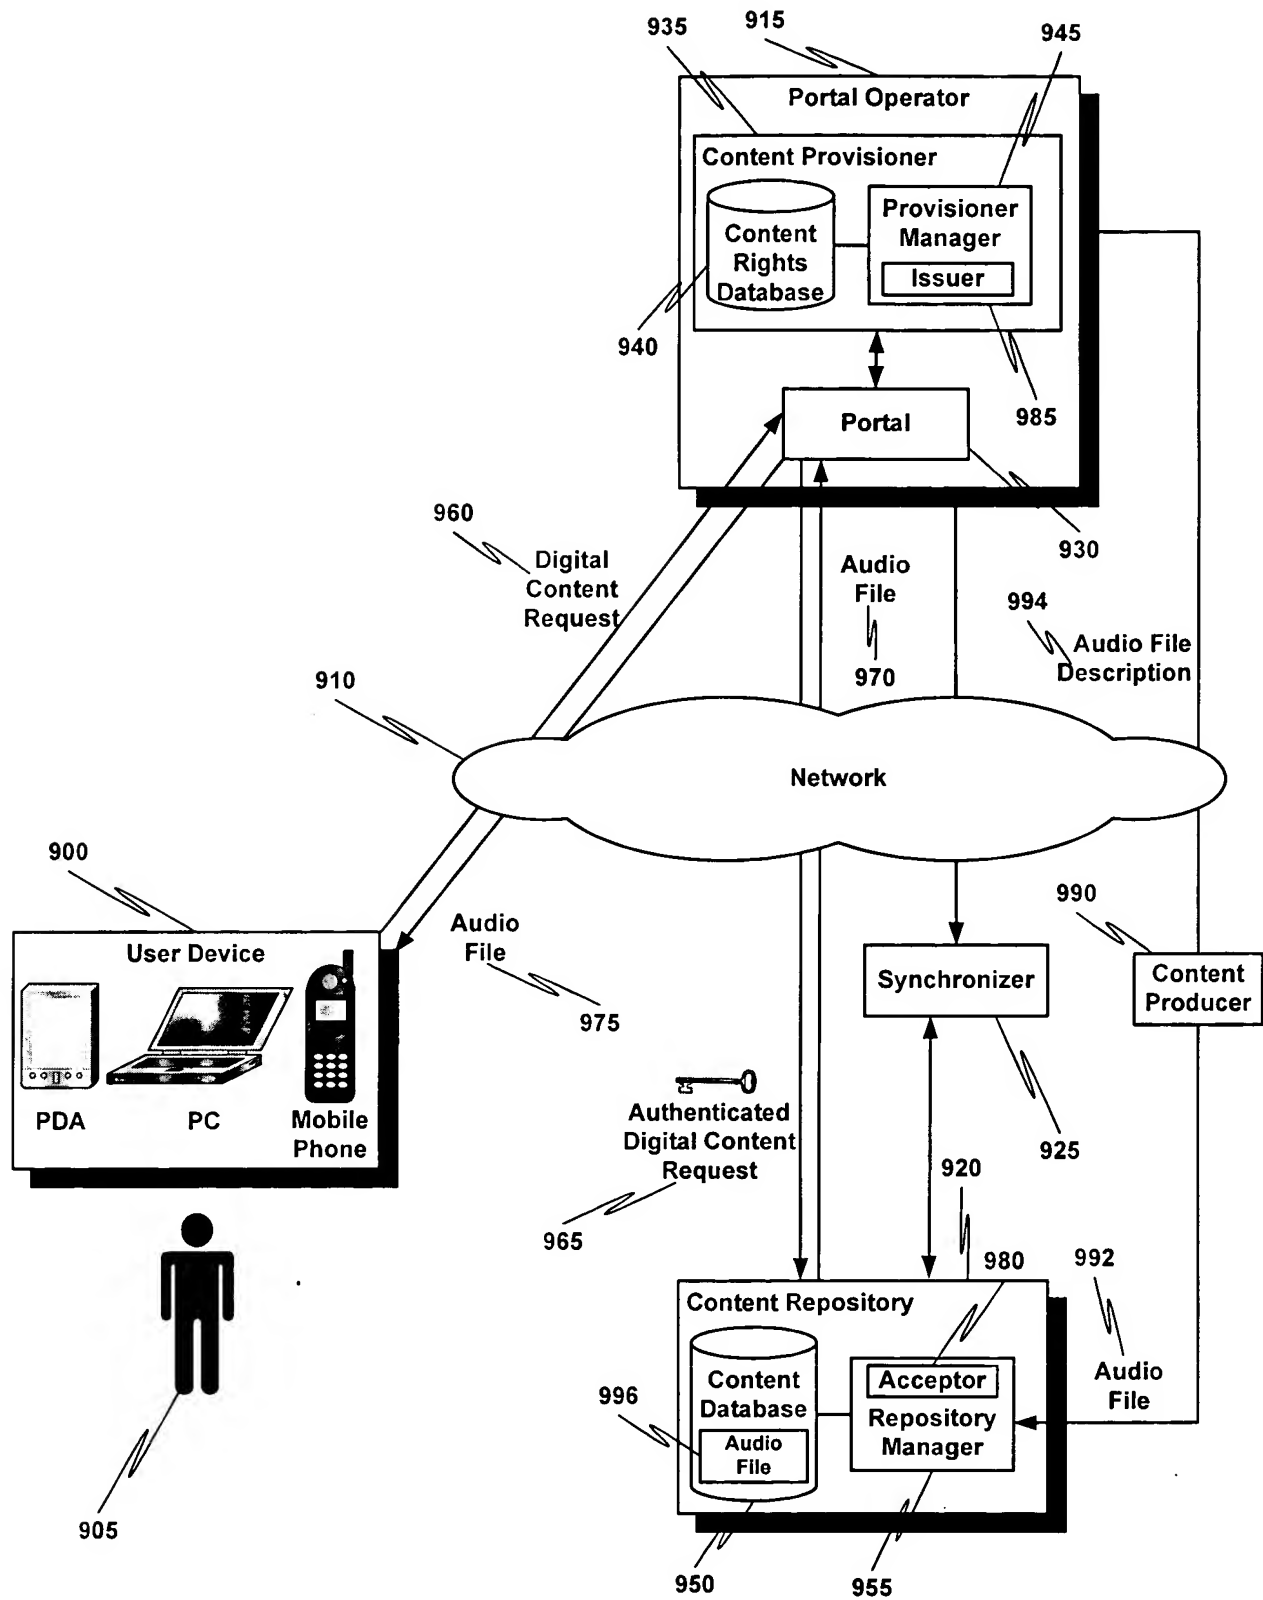 915
935
945
Portal Operator
Content Provisioner
Provisioner
Manager
Content
Rights
Database
Issuer
940
985
Portal
960
930
Digital
Content
Request
Audio
File
994
970
Audio File
Description
910
Network
900
990
Audio
File
User Device
Synchronizer
Content
Producer
975
PDA
PC
Mobile
Phone
Authenticated
Digital Content
Request
925
920
965
980
992
Content Repository
Content
Database
996
Acceptor
Audio
File
Repository
Manager
Audio
File
905
950
955